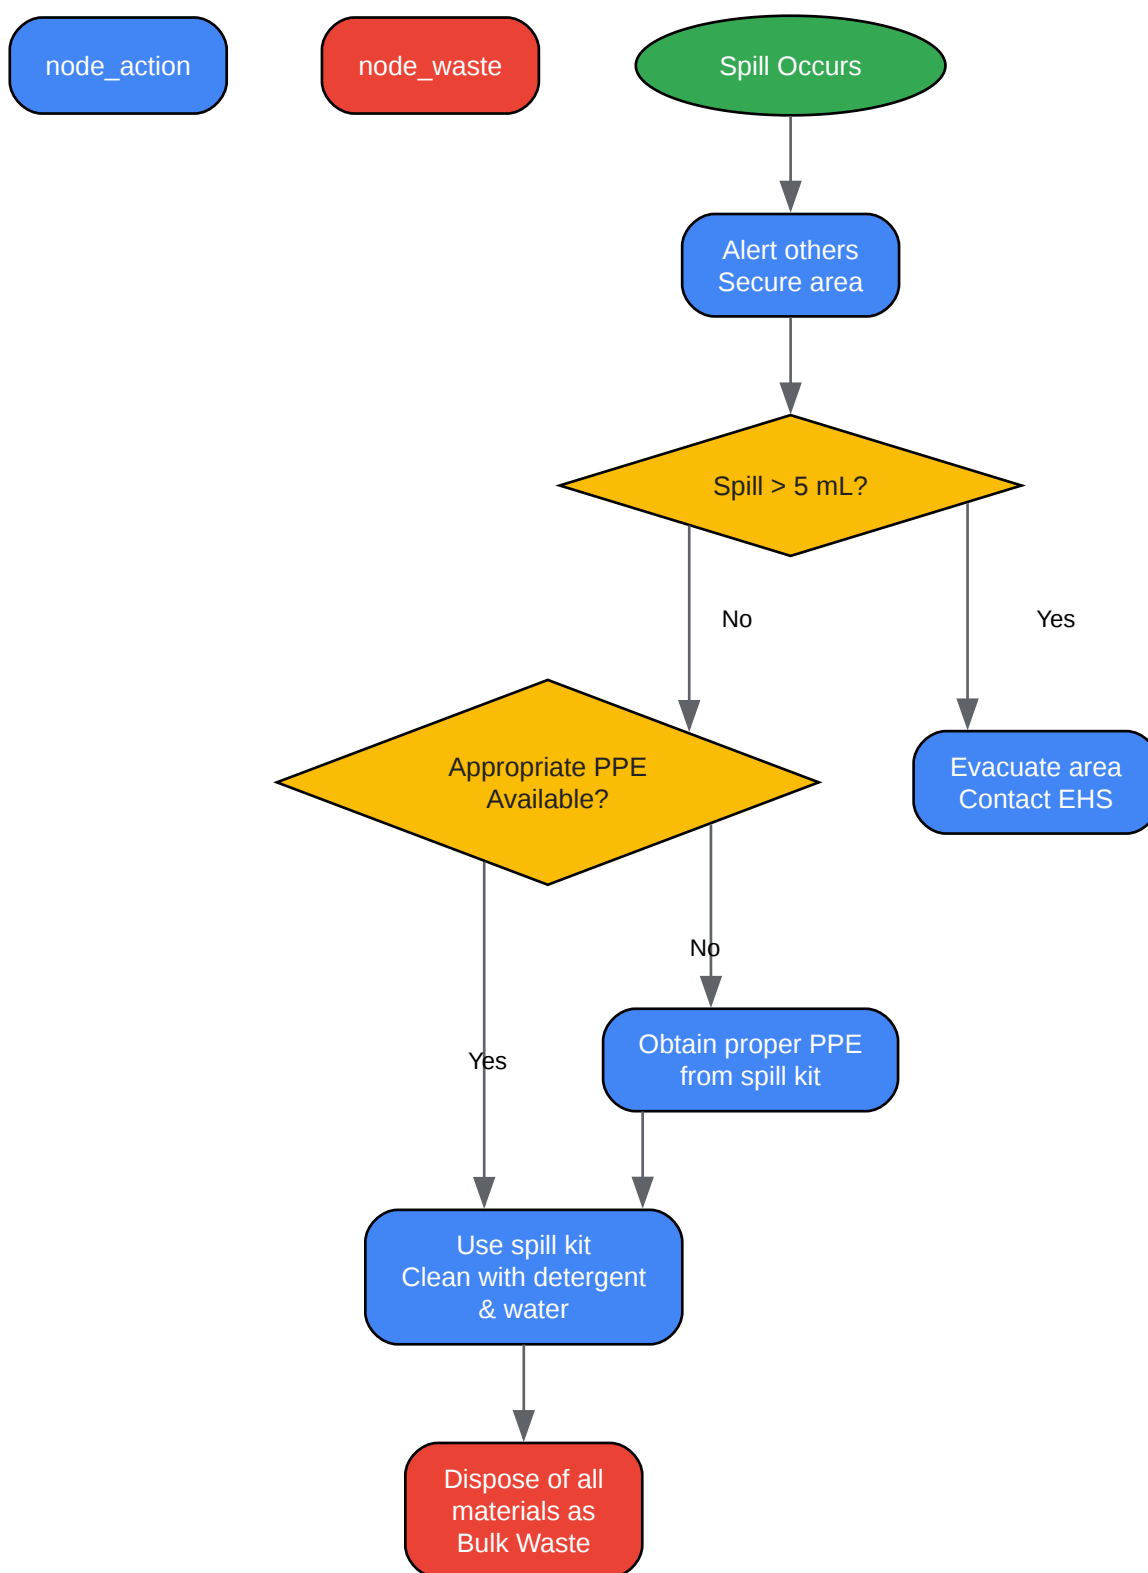 node_action
node_waste
Spill Occurs
Alert others
Secure area
Spill > 5 mL?
No
Yes
Appropriate PPE
Available?
Evacuate area
Contact EHS
No
Obtain proper PPE
from spill kit
Yes
Use spill kit
Clean with detergent
& water
Dispose of all
materials as
Bulk Waste